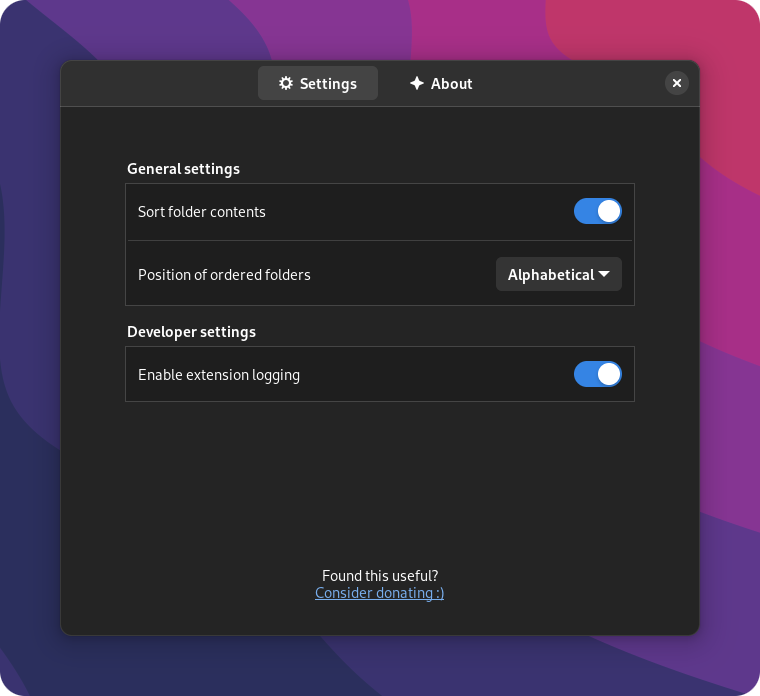 Settings
About
General settings
Sort folder contents
Position of ordered folders
Alphabetical
Developer settings
Enable extension logging
Found this useful?
Consider donating :)